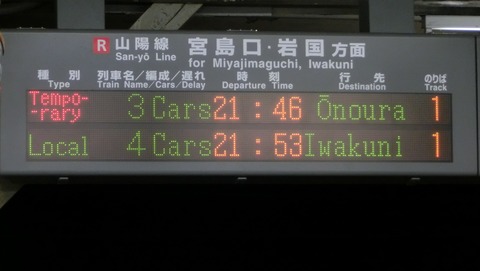 R 山陽線 宮島口・岩国方面
San-yō Line for Miyajimaguchi, Iwakuni
種別 列車名/編成/遅れ 時刻 行先 のりば
Type Train Name/Cars/Delay Departure Time Destination Track
Tempo-
-rary 3 Cars 21:46 Ōnoura 1
Local 4 Cars 21:53 Iwakuni 1